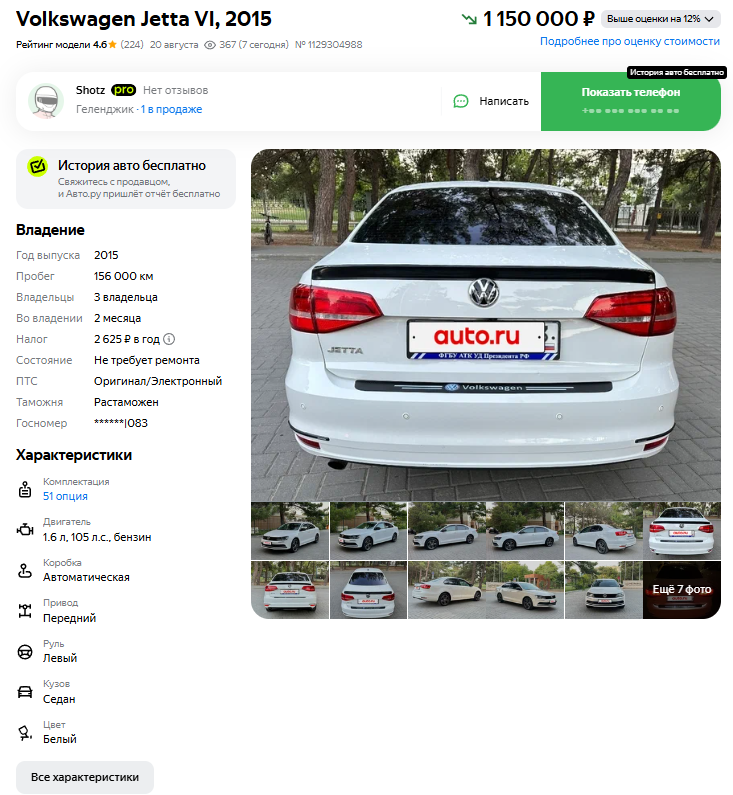 Volkswagen Jetta VI, 2015
1 150 000 ₽
Выше оценки на 12%
Рейтинг модели 4.6 (224) 20 августа 367 (7 сегодня) № 1129304988
Подробнее про оценку стоимости
История авто бесплатно
Shotz pro Нет отзывов
Геленджик · 1 в продаже
Написать
Показать телефон
История авто бесплатно
Свяжитесь с продавцом,
и Авто.ру пришлёт отчёт бесплатно
Владение
Год выпуска 2015
Пробег 156 000 км
Владельцы 3 владельца
Во владении 2 месяца
Налог 2 625 ₽ в год
Состояние Не требует ремонта
ПТС Оригинал/Электронный
Таможня Растаможен
Госномер ******|083
Характеристики
Комплектация
51 опция
Двигатель
1.6 л, 105 л.с., бензин
Коробка
Автоматическая
Привод
Передний
Руль
Левый
Кузов
Седан
Цвет
Белый
Все характеристики
JETTA
auto.ru
ФГБУ АТК УД Президента РФ
Volkswagen
Ещё 7 фото